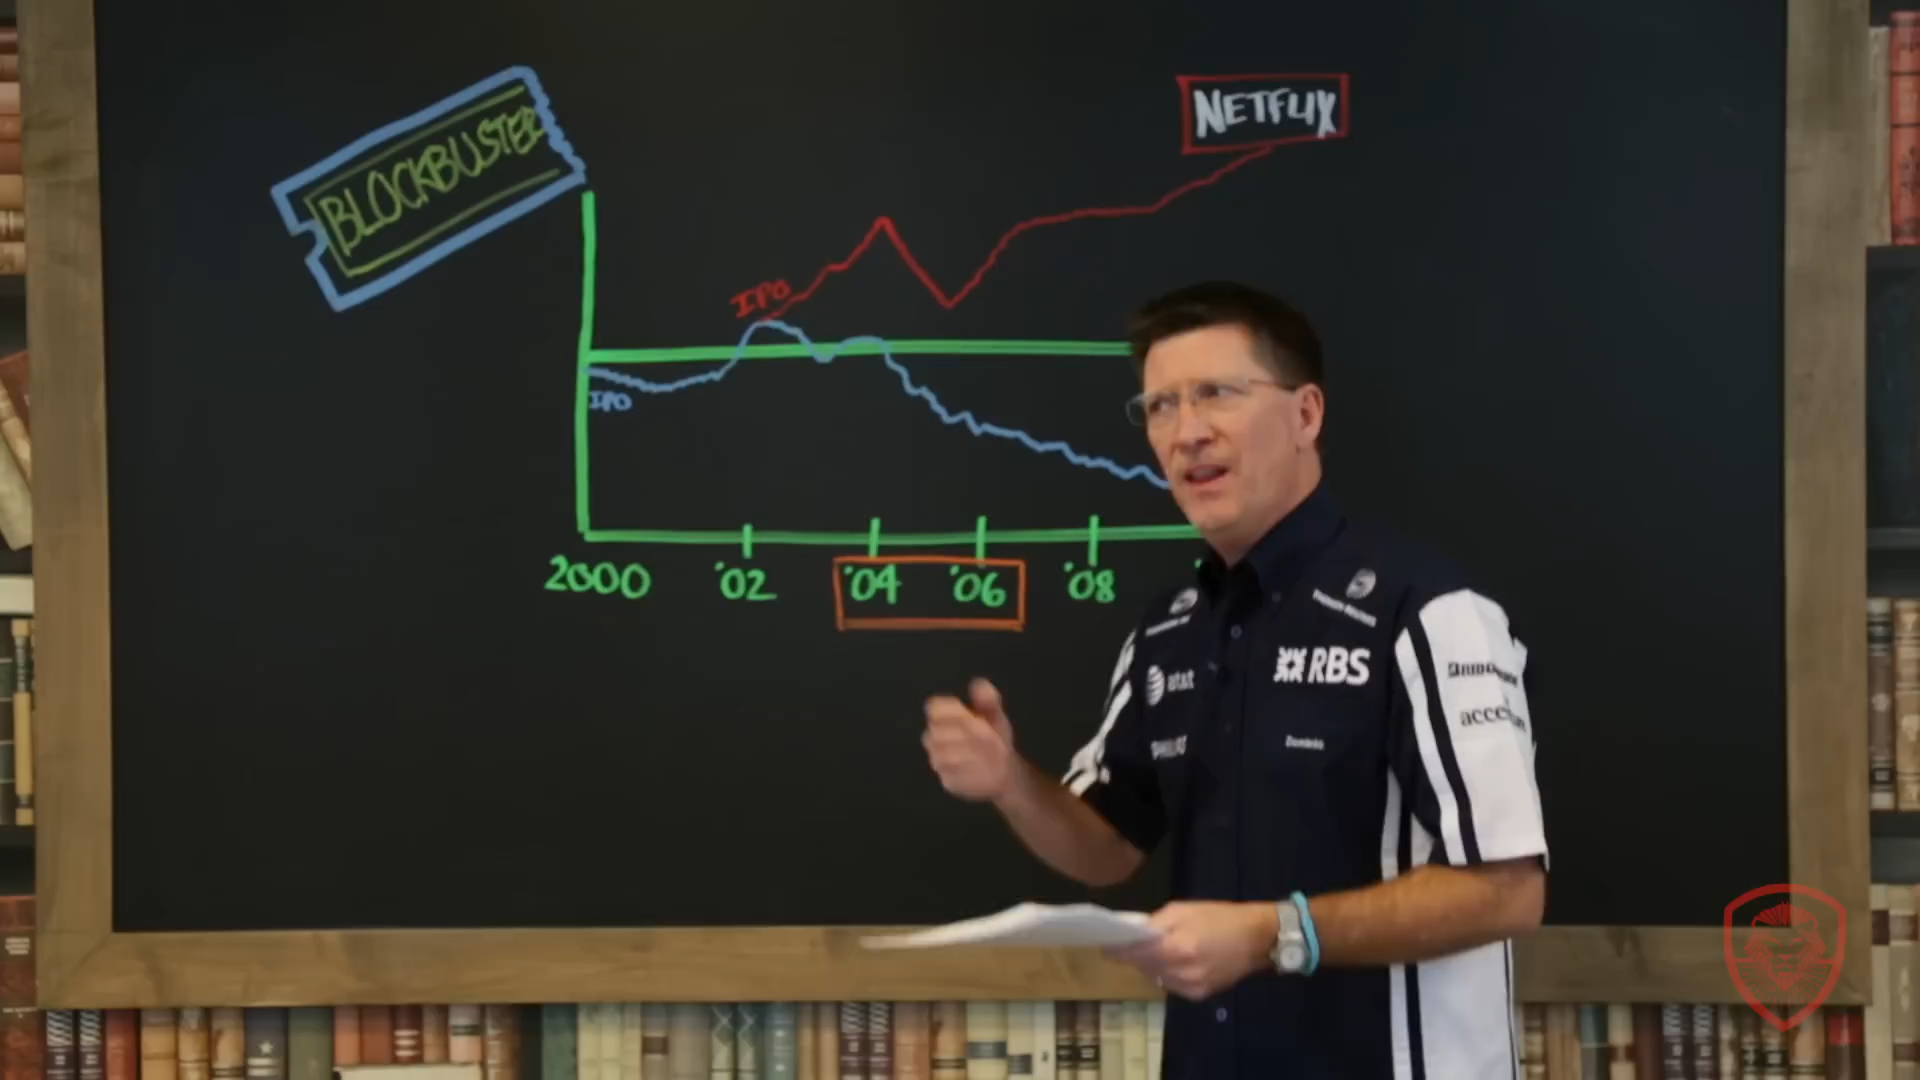 BLOCKBUSTER
NETFLIX
IPO
IPO
2000 '02 '04 '06 '08
RBS
at&t